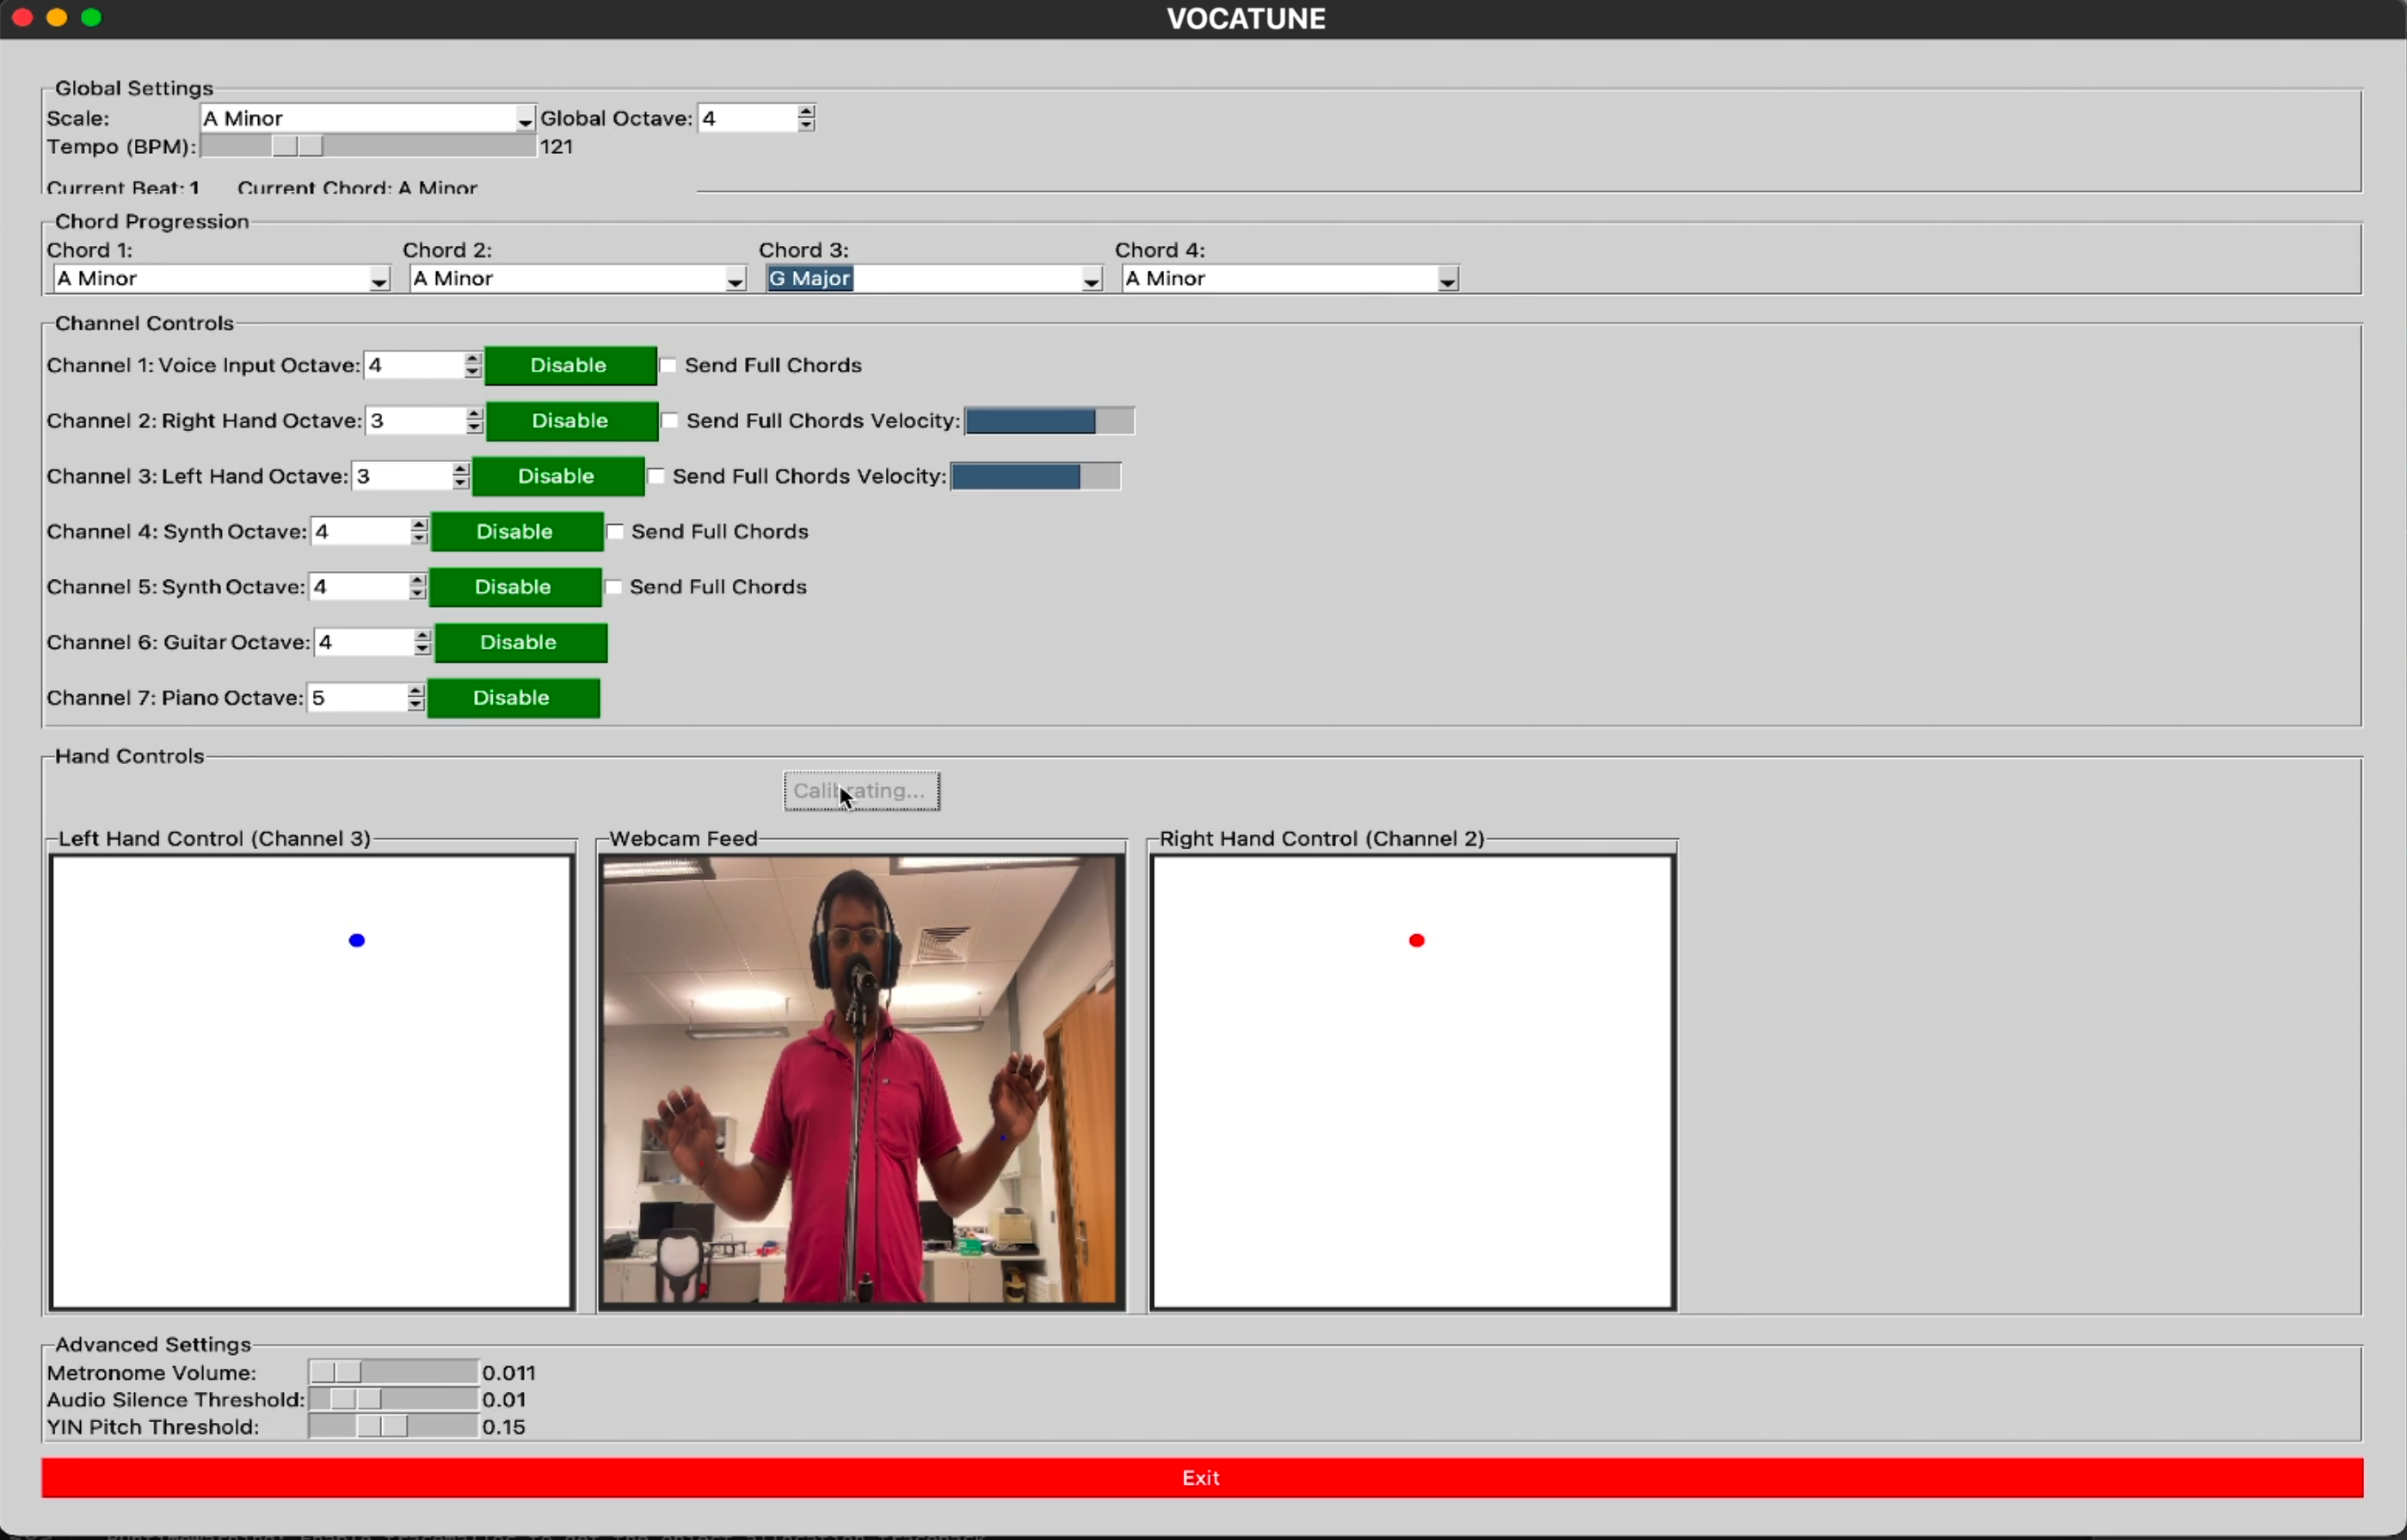 VOCATUNE
Global Settings
Scale: A Minor Global Octave: 4
Tempo (BPM): 121
Current Beat: 1 Current Chord: A Minor
Chord Progression
Chord 1: Chord 2: Chord 3: Chord 4:
A Minor A Minor G Major A Minor
Channel Controls
Channel 1: Voice Input Octave: 4 Disable Send Full Chords
Channel 2: Right Hand Octave: 3 Disable Send Full Chords Velocity:
Channel 3: Left Hand Octave: 3 Disable Send Full Chords Velocity:
Channel 4: Synth Octave: 4 Disable Send Full Chords
Channel 5: Synth Octave: 4 Disable Send Full Chords
Channel 6: Guitar Octave: 4 Disable
Channel 7: Piano Octave: 5 Disable
Hand Controls
Calibrating...
Left Hand Control (Channel 3) Webcam Feed Right Hand Control (Channel 2)
Advanced Settings
Metronome Volume: 0.011
Audio Silence Threshold: 0.01
YIN Pitch Threshold: 0.15
Exit